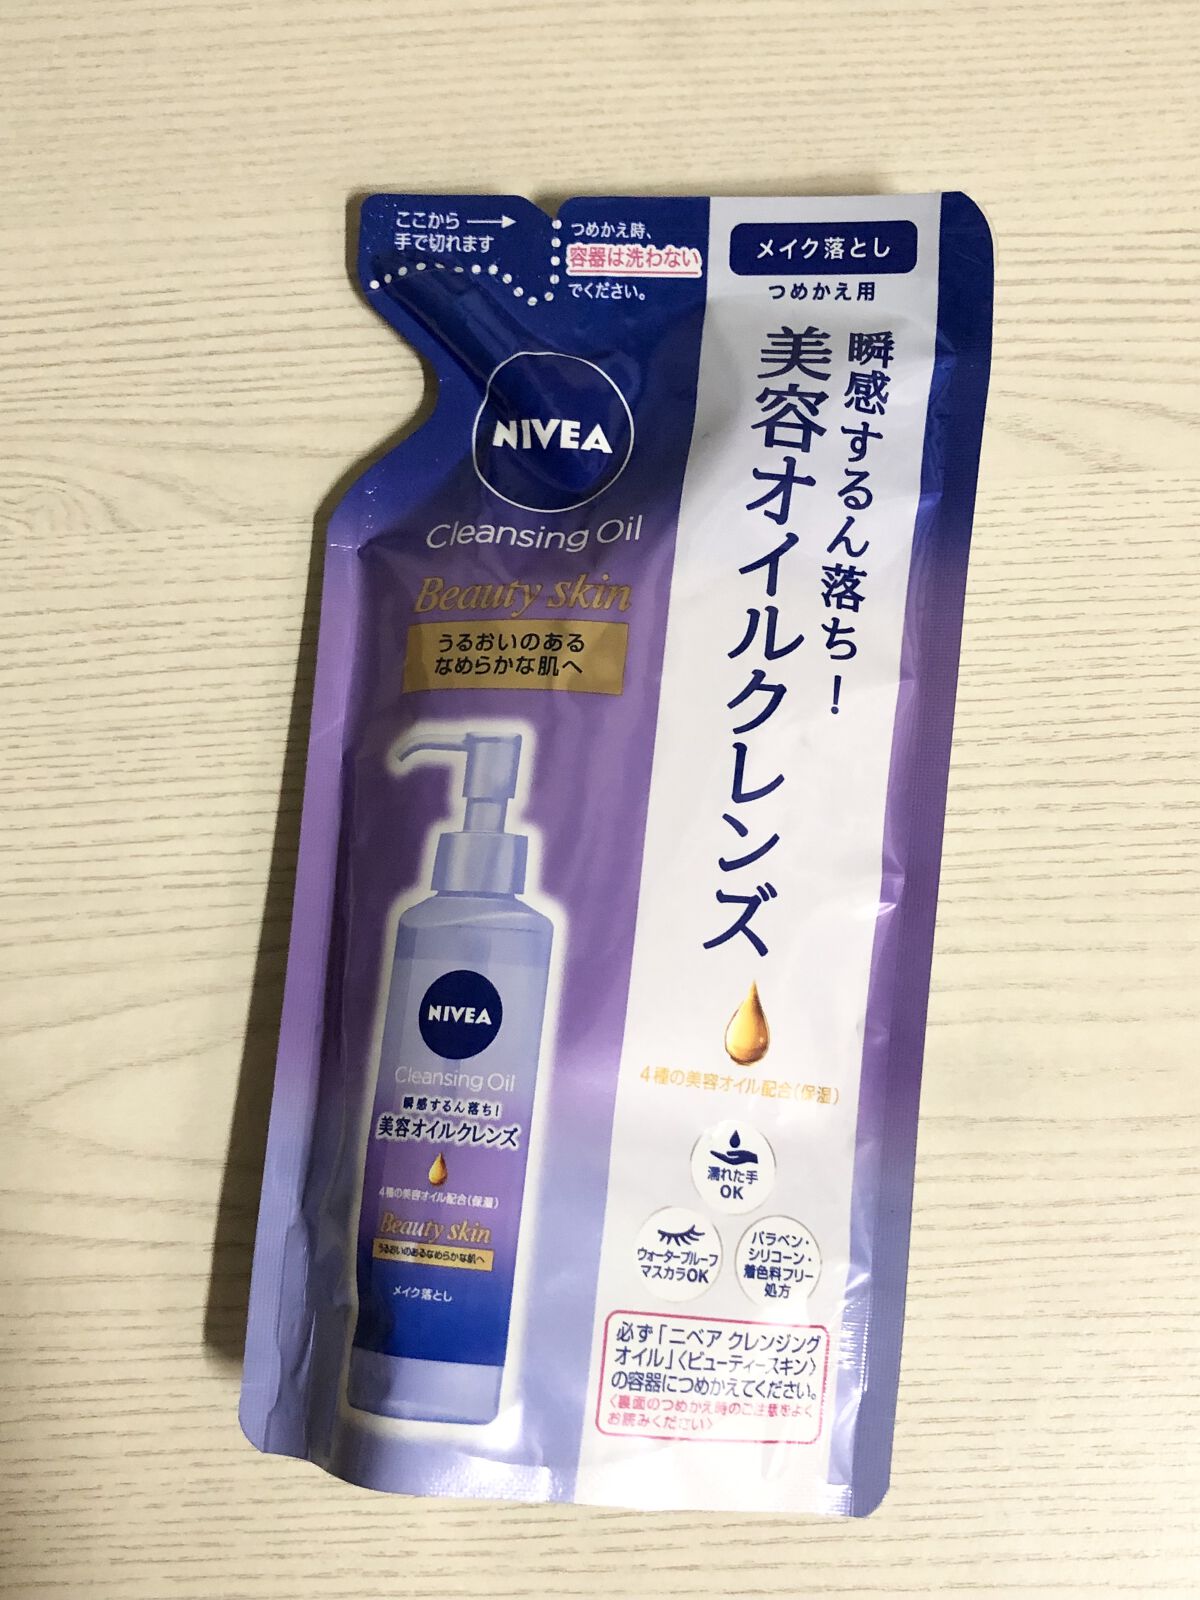 ここから→
手で切れます
つめかえ時、
容器は洗わない
でください。
メイク落とし
つめかえ用
瞬感するん落ち!
美容オイルクレンズ
NIVEA
Cleansing Oil
Beauty skin
うるおいのある
なめらかな肌へ
NIVEA
Cleansing Oil
瞬感するん落ち!
美容オイルクレンズ
4種の美容オイル配合(保湿)
Beauty skin
うるおいのあるなめらかな肌へ
メイク落とし
4種の美容オイル配合(保湿)
濡れた手
OK
ウォータープルーフ
マスカラOK
パラベン・
シリコーン・
着色料フリー
処方
必ず「ニベア クレンジング
オイル」〈ビューティースキン〉
の容器につめかえてください。
〈裏面のつめかえ時のご注意をよく
お読みください〉